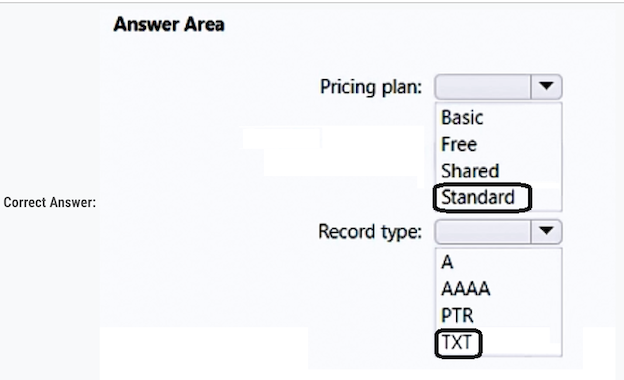 Answer Area
Pricing plan:
Basic
Free
Shared
Standard
Correct Answer:
Record type:
A
AAAA
PTR
TXT